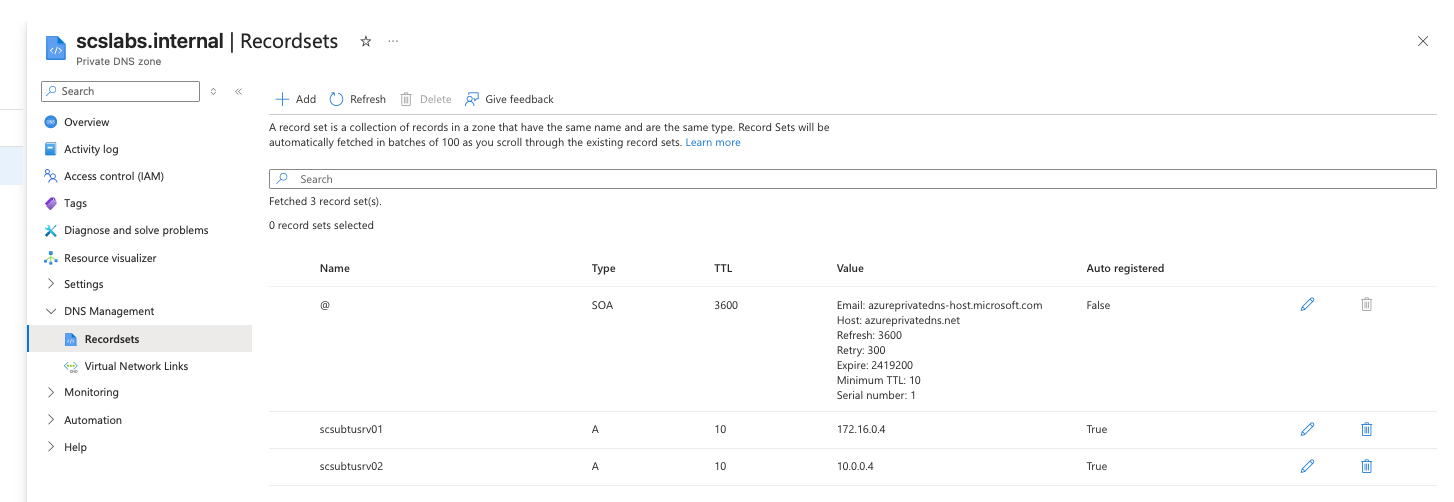 scslabs.internal | Recordsets
Private DNS zone
Search
Overview
Activity log
Access control (IAM)
Tags
Diagnose and solve problems
Resource visualizer
Settings
DNS Management
Recordsets
Virtual Network Links
Monitoring
Automation
Help
Add Refresh Delete Give feedback
A record set is a collection of records in a zone that have the same name and are the same type. Record Sets will be
automatically fetched in batches of 100 as you scroll through the existing record sets. Learn more
Search
Fetched 3 record set(s).
0 record sets selected
Name Type TTL Value Auto registered
@ SOA 3600 Email: azureprivatedns-host.microsoft.com False
Host: azureprivatedns.net
Refresh: 3600
Retry: 300
Expire: 2419200
Minimum TTL: 10
Serial number: 1
scsubtusrv01 A 10 172.16.0.4 True
scsubtusrv02 A 10 10.0.0.4 True